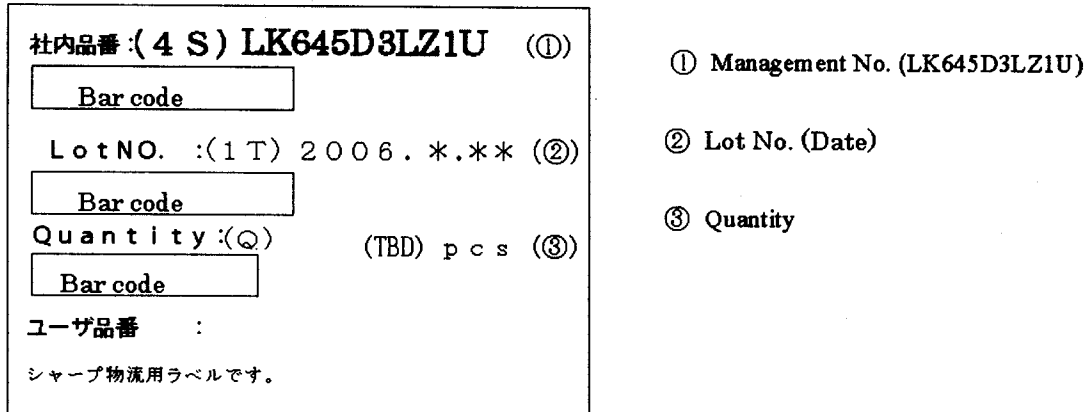 社内品番:(4S) LK645D3LZ1U (①)
Bar code
LotNO. :(1T) 2006.*.** (②)
Bar code
Quantity:(Q) (TBD) pcs (③)
Bar code
ユーザ品番 :
シャープ物流用ラベルです。
① Management No. (LK645D3LZ1U)
② Lot No. (Date)
③ Quantity